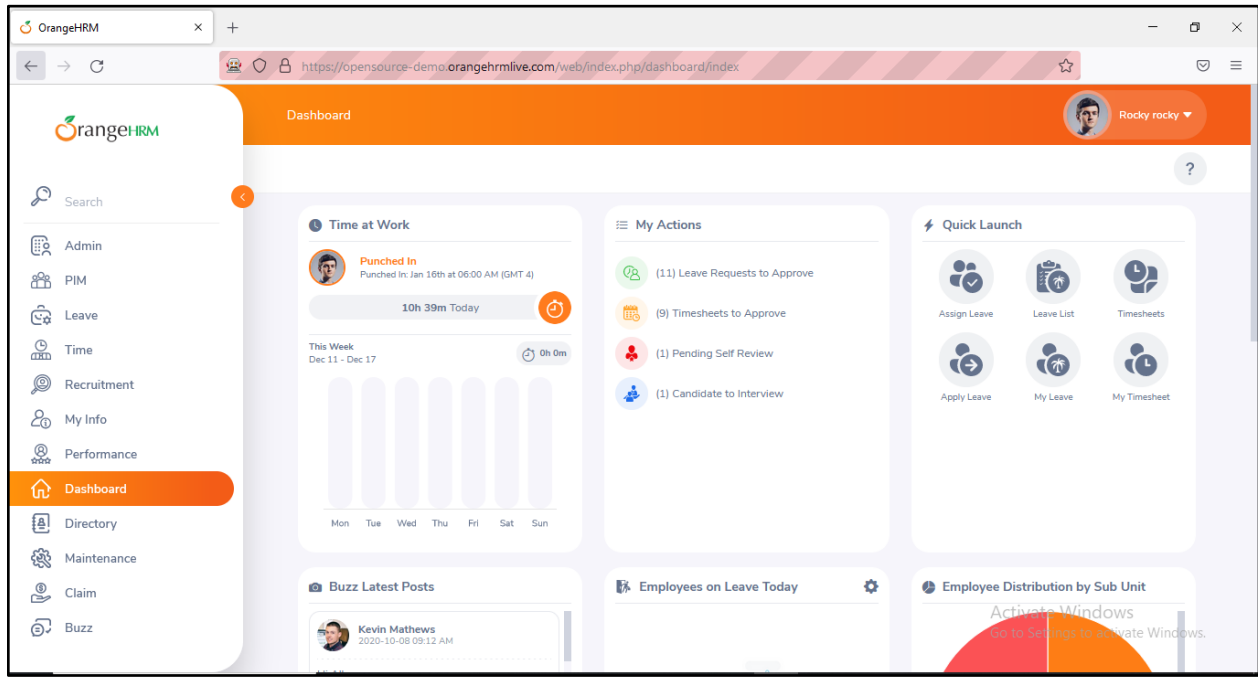 OrangeHRM
https://opensource-demo.orangehrmlive.com/web/index.php/dashboard/index
OrangeHRM
Dashboard
Rocky rocky
?
Search
Admin
PIM
Leave
Time
Recruitment
My Info
Performance
Dashboard
Directory
Maintenance
Claim
Buzz
Time at Work
Punched In
Punched In: Jan 16th at 06:00 AM (GMT 4)
10h 39m Today
This Week
Dec 11 - Dec 17
0h 0m
Mon Tue Wed Thu Fri Sat Sun
My Actions
(11) Leave Requests to Approve
(9) Timesheets to Approve
(1) Pending Self Review
(1) Candidate to Interview
Quick Launch
Assign Leave Leave List Timesheets
Apply Leave My Leave My Timesheet
Buzz Latest Posts
Kevin Mathews
2020-10-08 09:12 AM
Employees on Leave Today
Employee Distribution by Sub Unit
Activate Windows
Go to Settings to activate Windows.